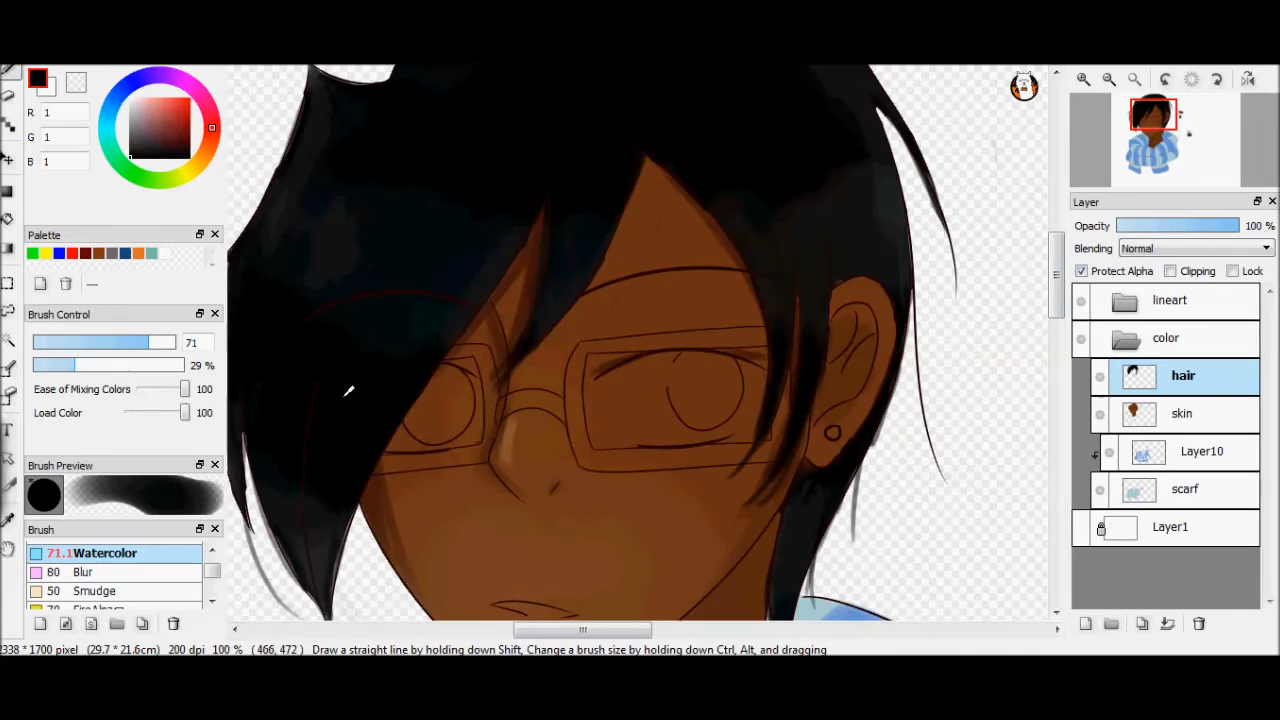 R 1
G 1
B 1
Palette
Brush Control
71
29 %
Ease of Mixing Colors 100
Load Color 100
Brush Preview
Brush
71.1 Watercolor
80 Blur
50 Smudge
Layer
Opacity 100 %
Blending Normal
Protect Alpha Clipping Lock
lineart
color
hair
skin
Layer10
scarf
Layer1
2338 * 1700 pixel (29.7 * 21.6cm) 200 dpi 100 % (466, 472) Draw a straight line by holding down Shift, Change a brush size by holding down Ctrl, Alt, and dragging